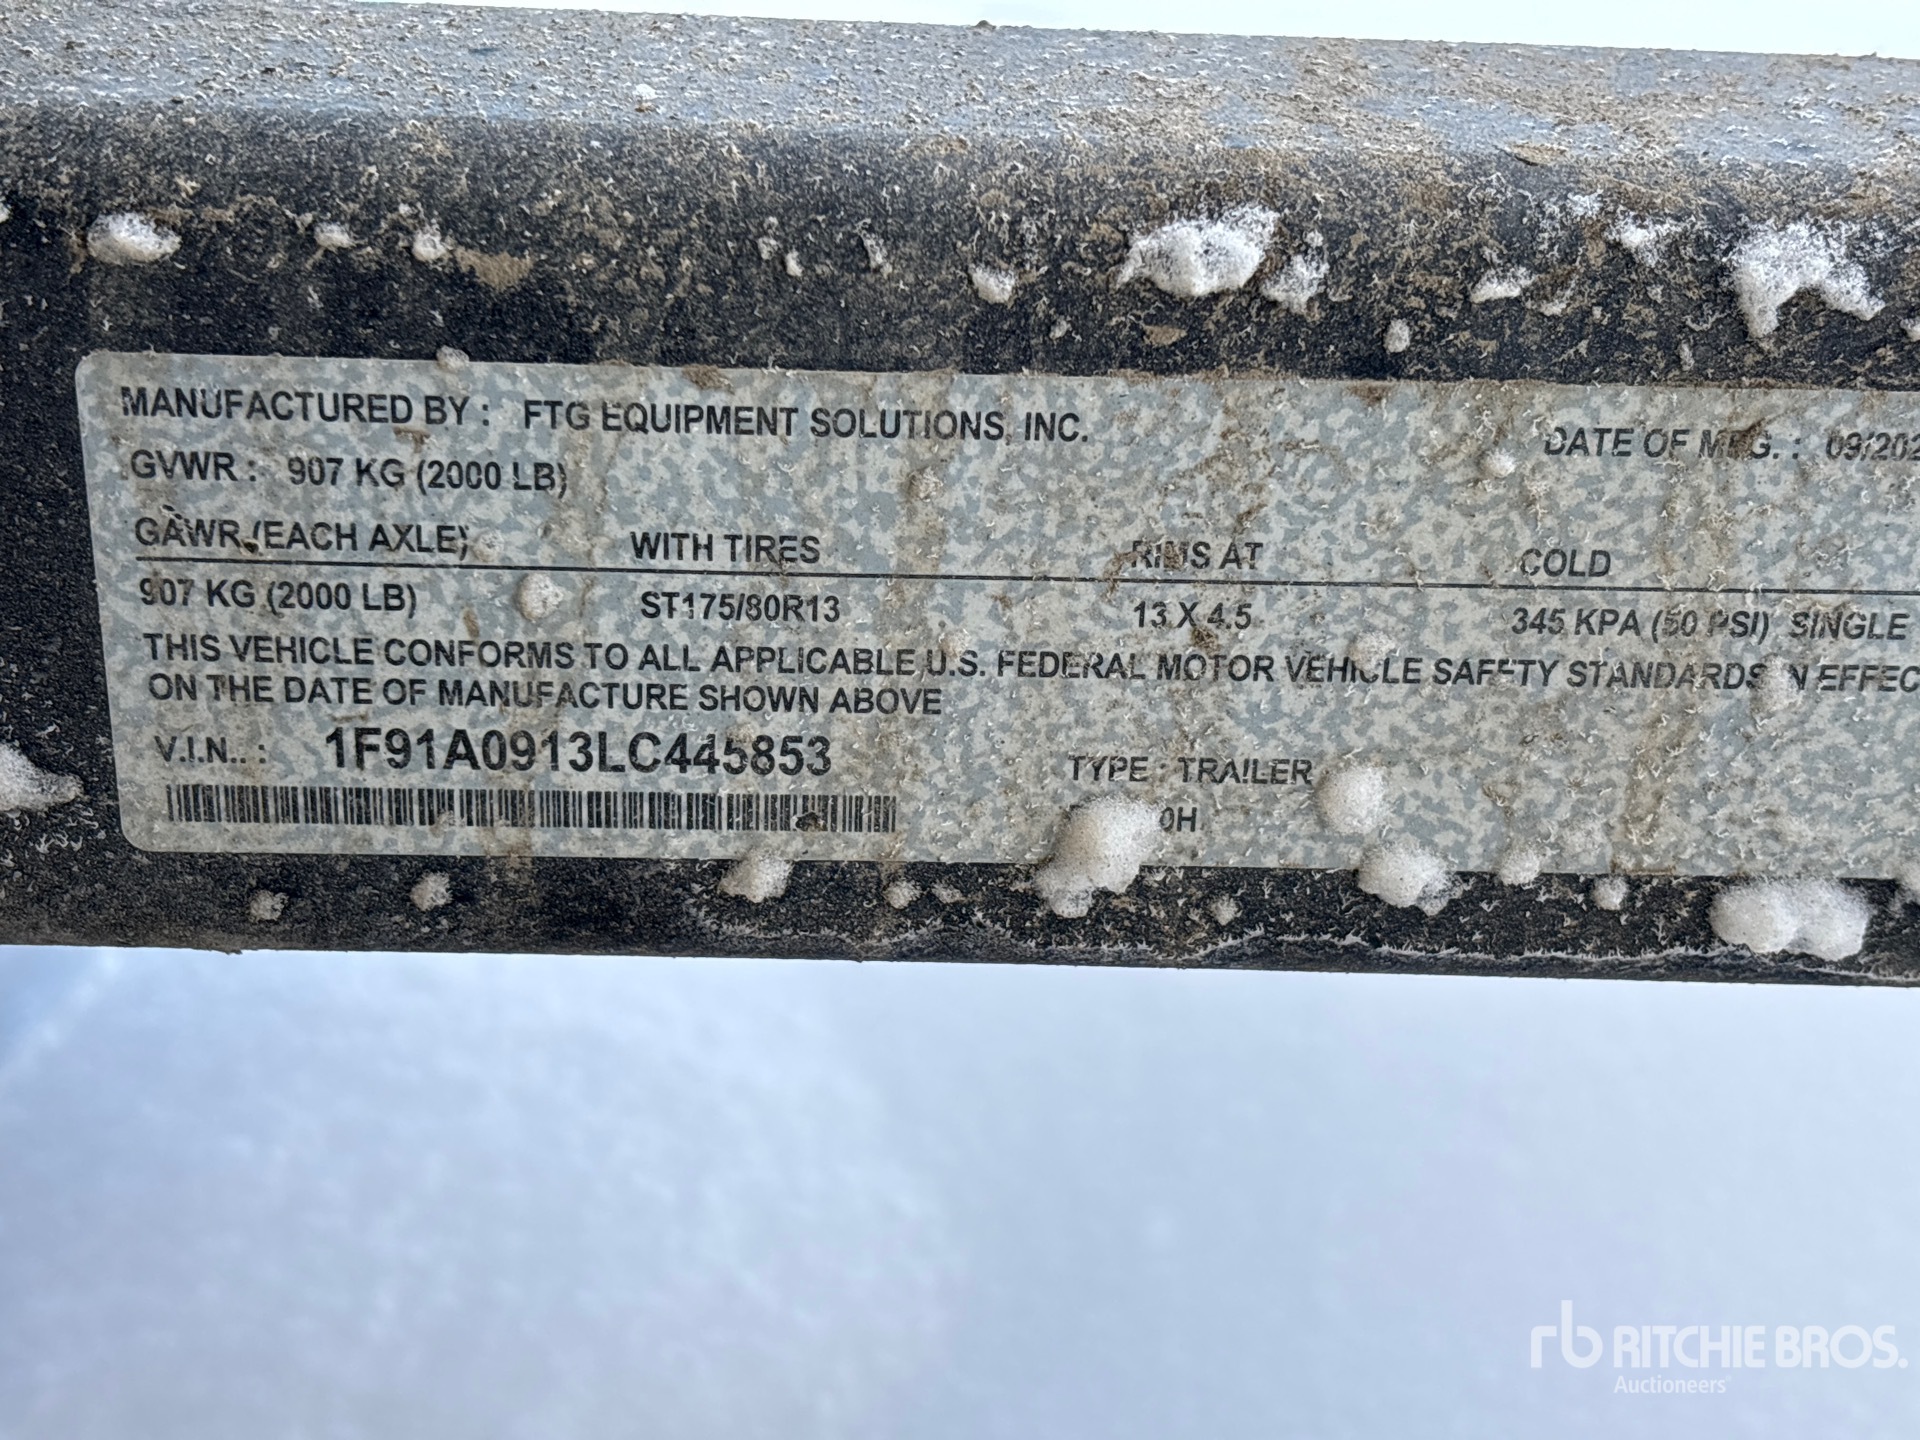 MANUFACTURED BY : FTG EQUIPMENT SOLUTIONS, INC.
DATE OF MFG. : 09/202
GVWR : 907 KG (2000 LB)
GAWR (EACH AXLE) WITH TIRES RIMS AT COLD
907 KG (2000 LB) ST175/80R13 13 X 4.5 345 KPA (50 PSI) SINGLE
THIS VEHICLE CONFORMS TO ALL APPLICABLE U.S. FEDERAL MOTOR VEHICLE SAFETY STANDARDS IN EFFEC
ON THE DATE OF MANUFACTURE SHOWN ABOVE
V.I.N.. : 1F91A0913LC445853
TYPE : TRAILER
0H
rb RITCHIE BROS.
Auctioneers